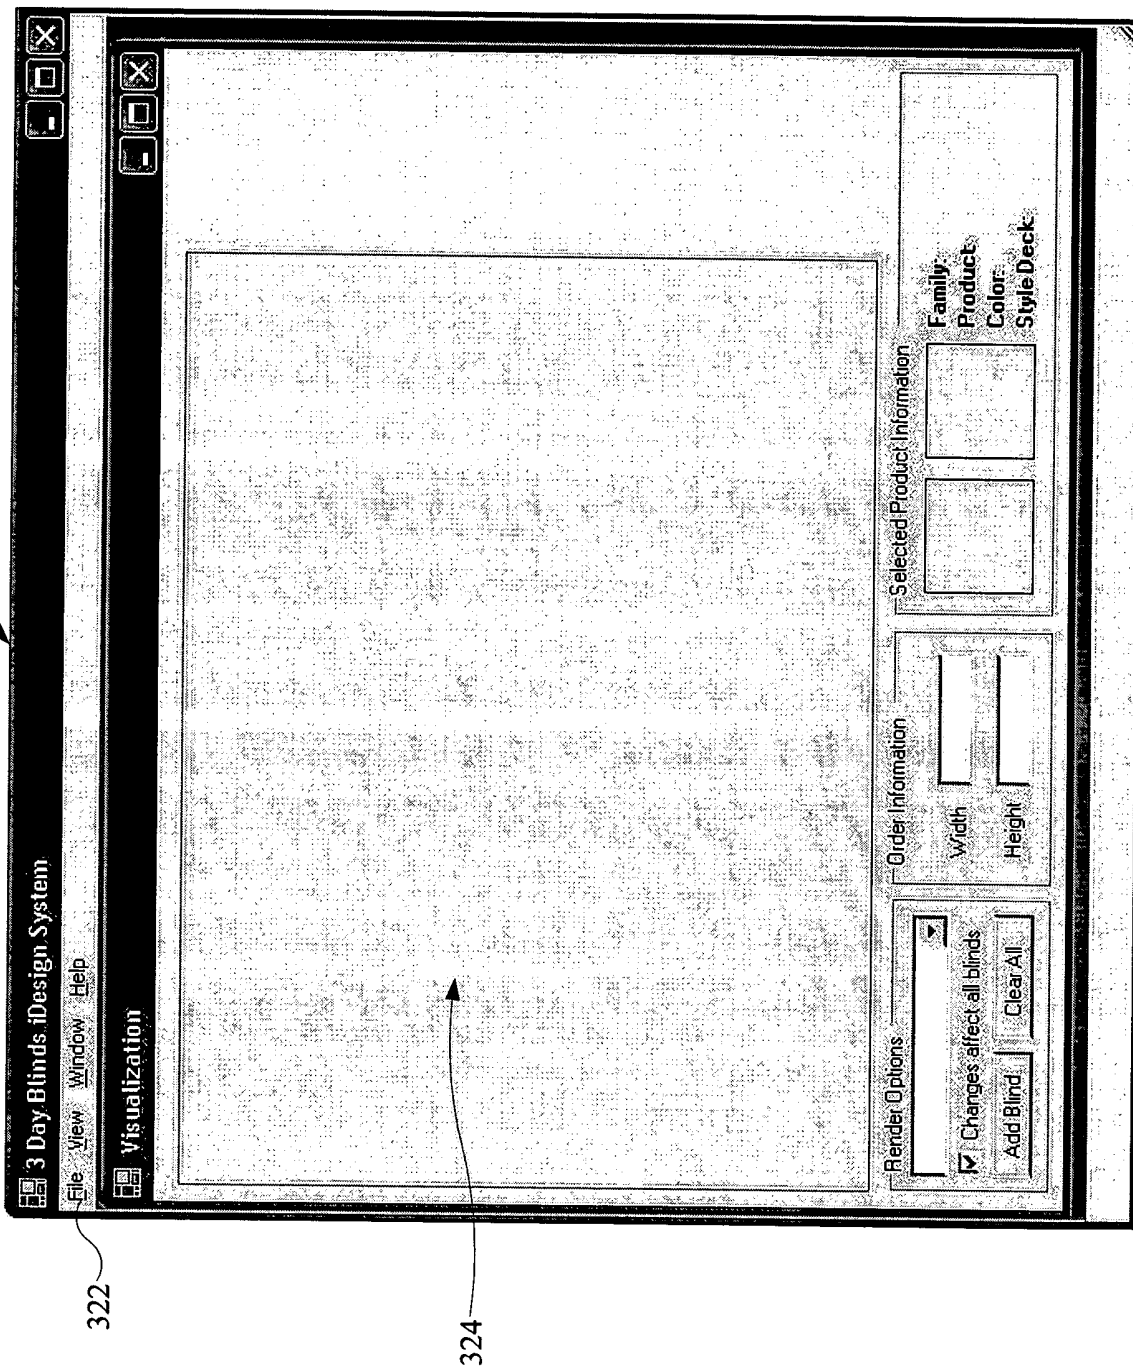 3 Day Blinds iDesign System
File View Window Help
Visualization
Render Options
Changes affect all blinds
Add Blind Clear All
Order Information
Width
Height
Selected Product Information
Family:
Product:
Color:
Style Deck:
322
324